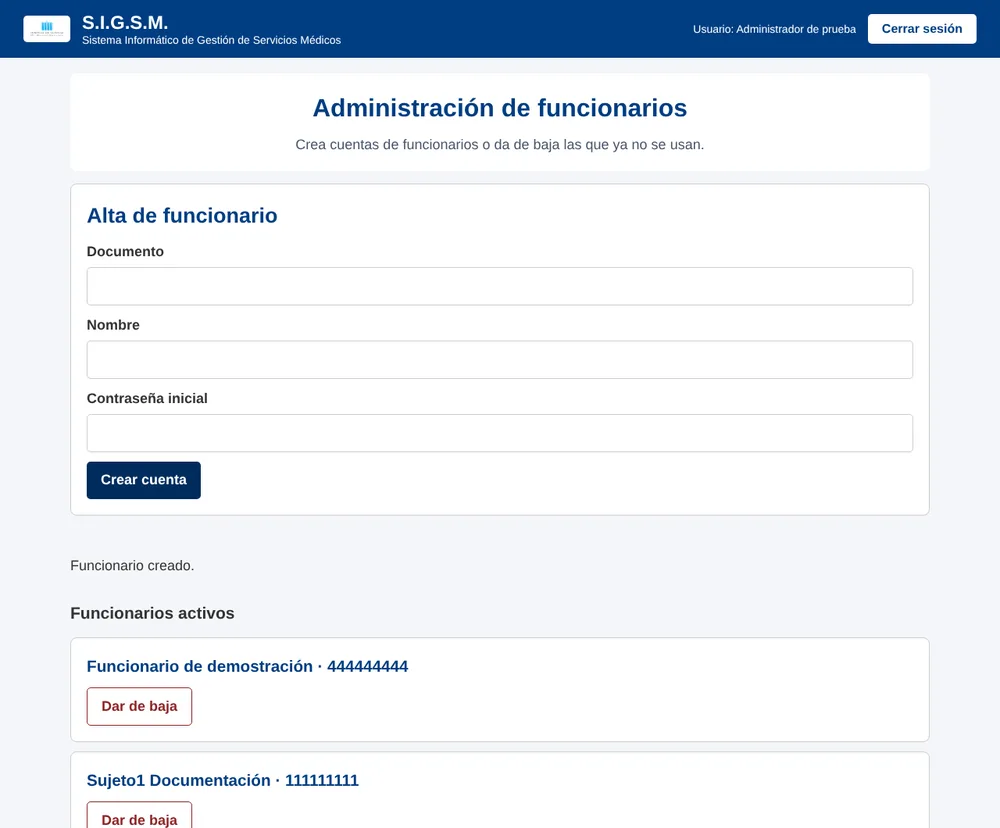 S.I.G.S.M.
Sistema Informático de Gestión de Servicios Médicos
Usuario: Administrador de prueba
Cerrar sesión
Administración de funcionarios
Crea cuentas de funcionarios o da de baja las que ya no se usan.
Alta de funcionario
Documento
Nombre
Contraseña inicial
Crear cuenta
Funcionario creado.
Funcionarios activos
Funcionario de demostración · 444444444
Dar de baja
Sujeto1 Documentación · 111111111
Dar de baja